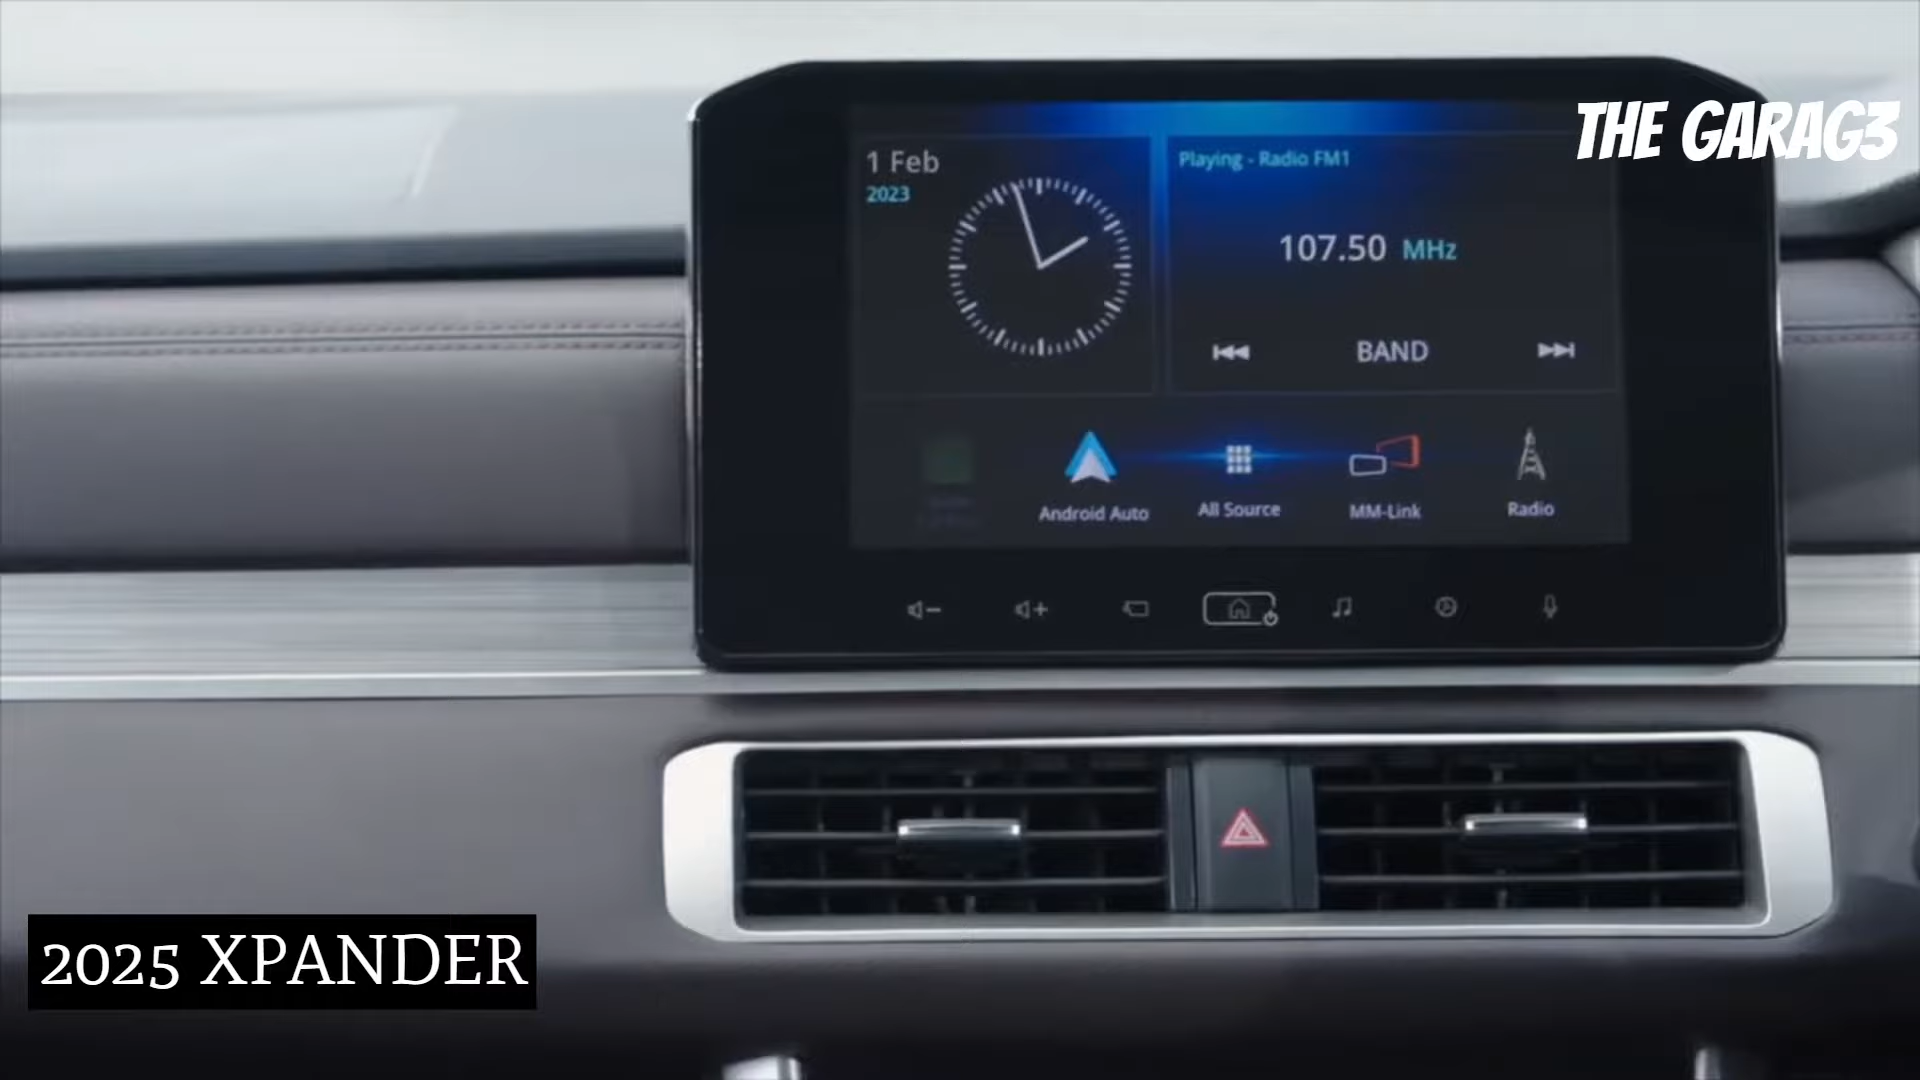 THE GARAG3
1 Feb
2023
Playing - Radio FM1
107.50 MHz
BAND
Android Auto
All Source
MM-Link
Radio
2025 XPANDER